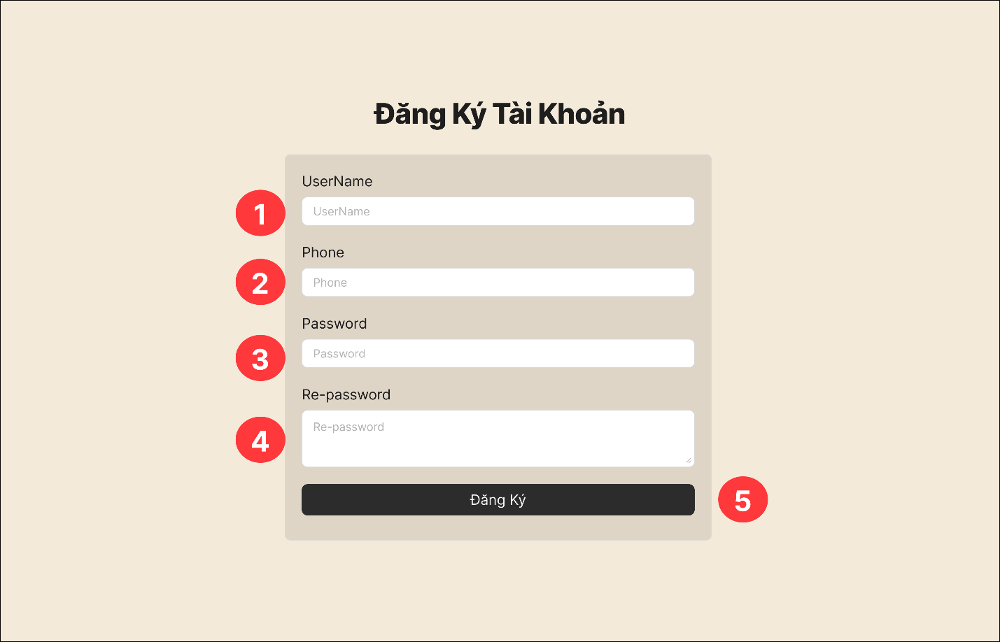 Đăng Ký Tài Khoản
UserName
1
UserName
Phone
2
Phone
Password
3
Password
Re-password
4
Re-password
Đăng Ký
5